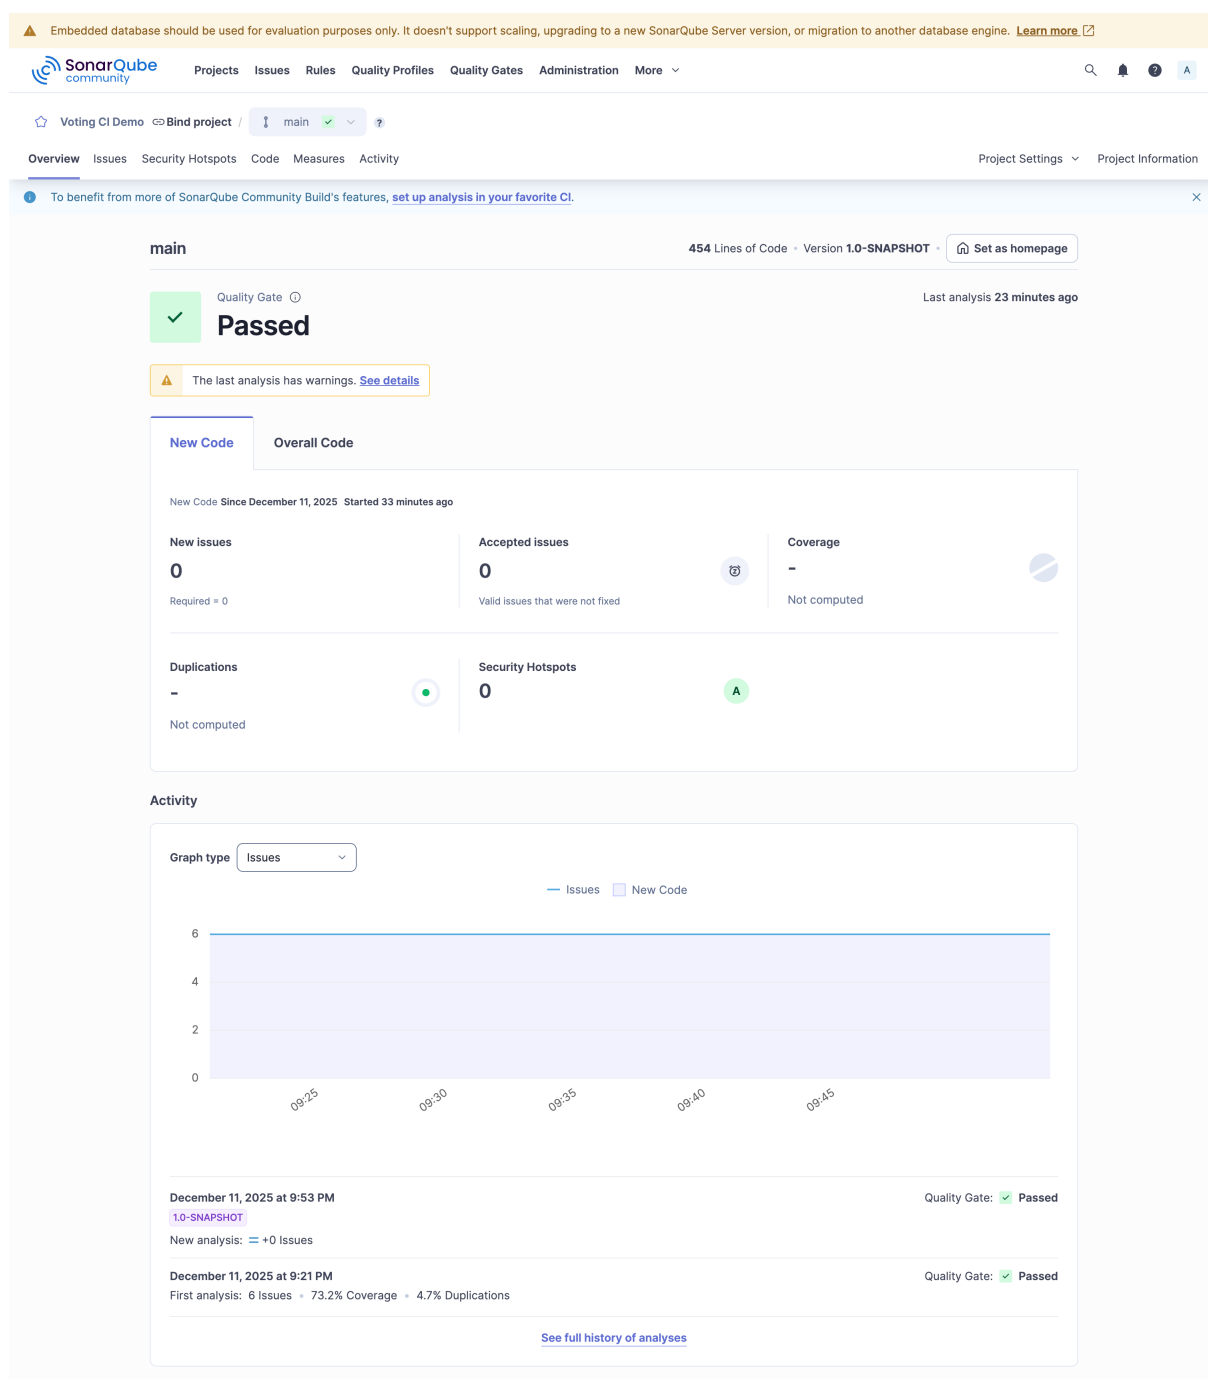 Embedded database should be used for evaluation purposes only. It doesn't support scaling, upgrading to a new SonarQube Server version, or migration to another database engine. Learn more
SonarQube community
Projects Issues Rules Quality Profiles Quality Gates Administration More
A
Voting CI Demo Bind project / main ?
Overview Issues Security Hotspots Code Measures Activity Project Settings Project Information
To benefit from more of SonarQube Community Build's features, set up analysis in your favorite CI.
main 454 Lines of Code • Version 1.0-SNAPSHOT • Set as homepage
Quality Gate Last analysis 23 minutes ago
Passed
The last analysis has warnings. See details
New Code Overall Code
New Code Since December 11, 2025 Started 33 minutes ago
New issues Accepted issues Coverage
0 0 -
Required = 0 Valid issues that were not fixed Not computed
Duplications Security Hotspots
- 0 A
Not computed
Activity
Graph type Issues
Issues New Code
6
4
2
0
09:25 09:30 09:35 09:40 09:45
December 11, 2025 at 9:53 PM Quality Gate: Passed
1.0-SNAPSHOT
New analysis: = +0 Issues
December 11, 2025 at 9:21 PM Quality Gate: Passed
First analysis: 6 Issues • 73.2% Coverage • 4.7% Duplications
See full history of analyses